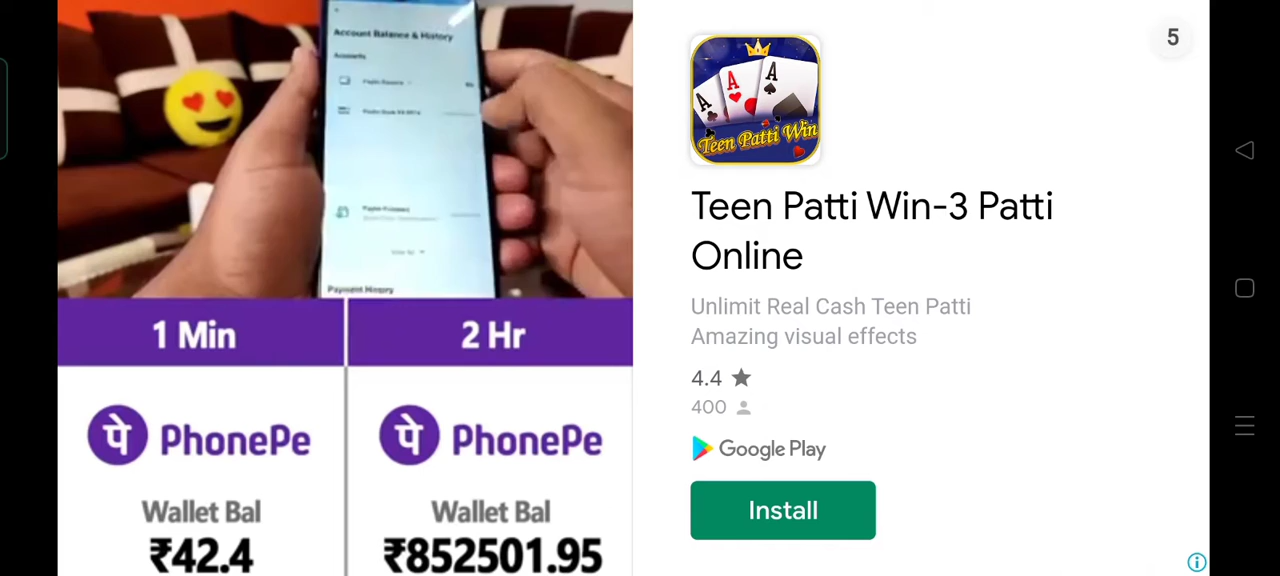 Account Balance & History
Accounts
Payment History
1 Min
2 Hr
पे PhonePe
पे PhonePe
Wallet Bal
Wallet Bal
₹42.4
₹852501.95
5
A
A
A
Teen Patti Win
Teen Patti Win-3 Patti
Online
Unlimit Real Cash Teen Patti
Amazing visual effects
4.4
400
Google Play
Install